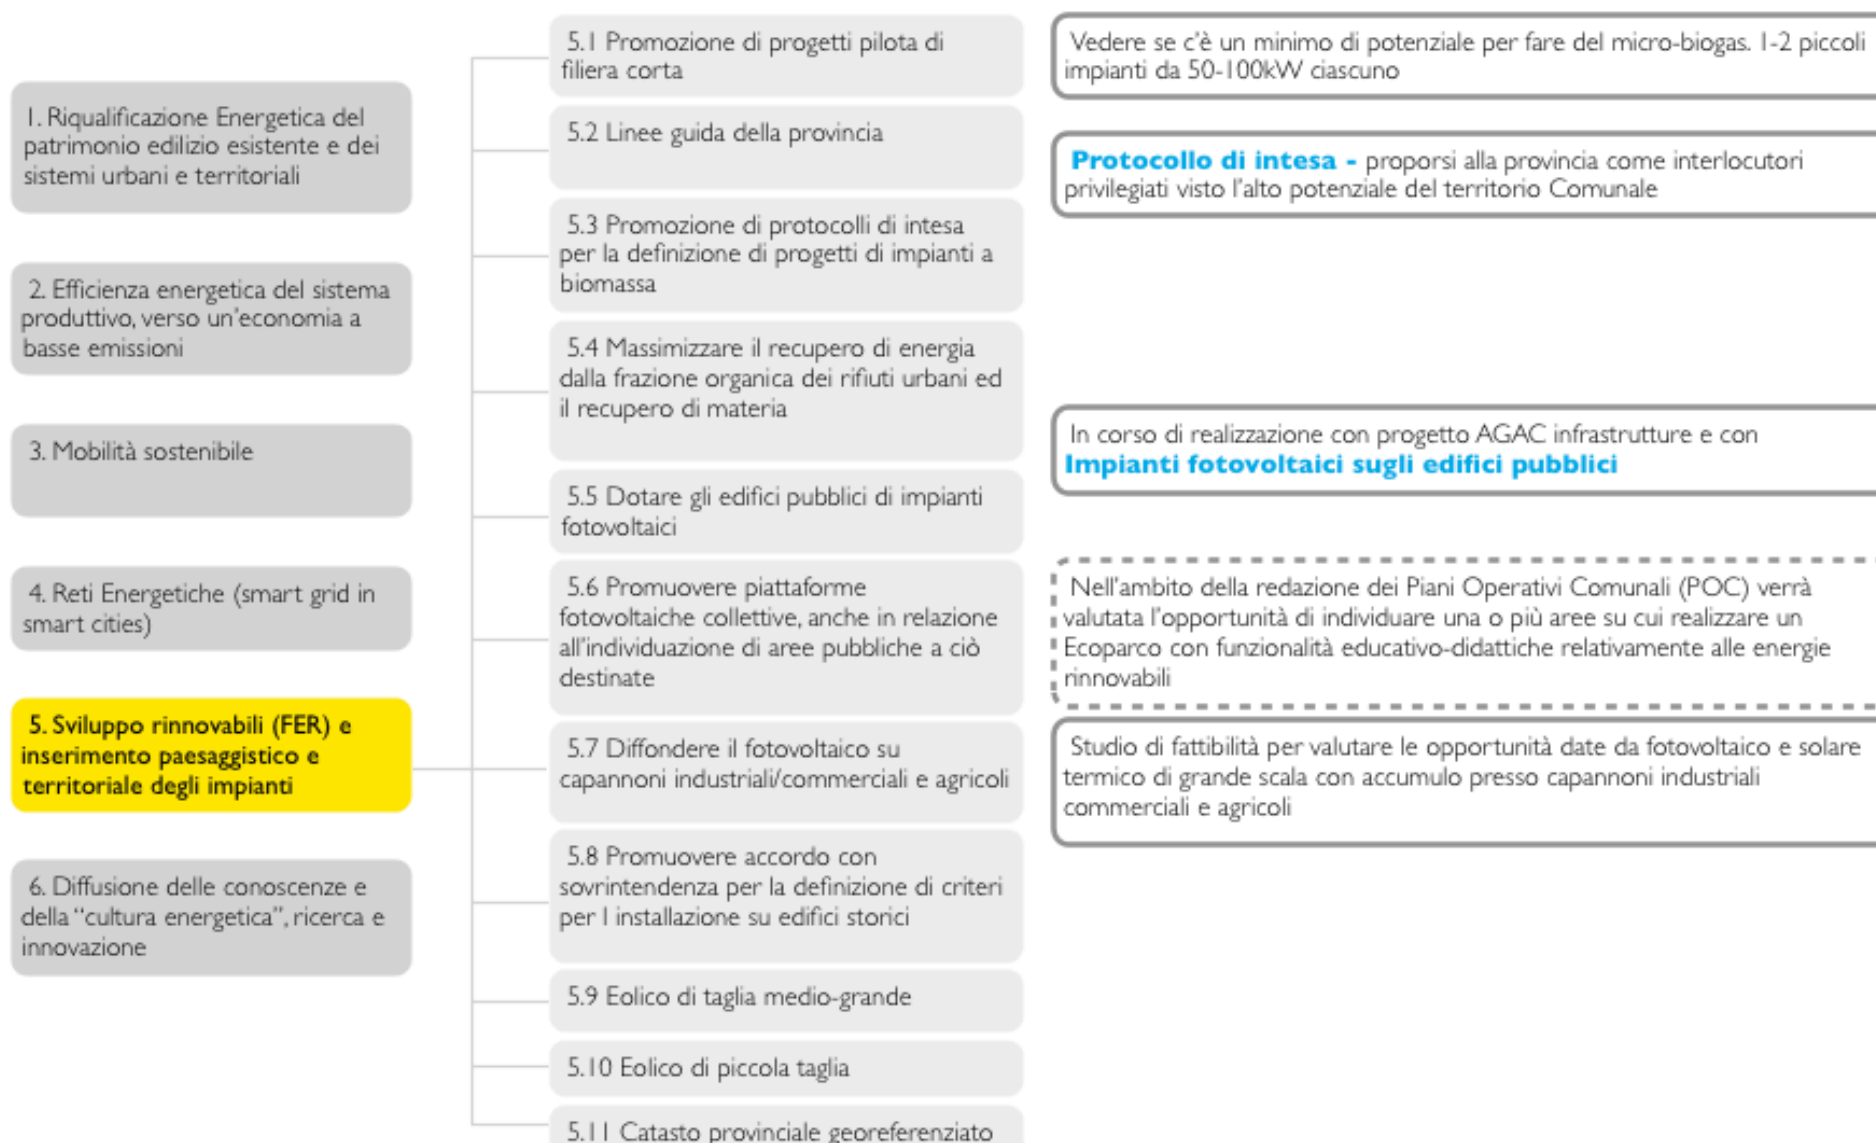 1. Riqualificazione Energetica del
patrimonio edilizio esistente e dei
sistemi urbani e territoriali
2. Efficienza energetica del sistema
produttivo, verso un'economia a
basse emissioni
3. Mobilità sostenibile
4. Reti Energetiche (smart grid in
smart cities)
5. Sviluppo rinnovabili (FER) e
inserimento paesaggistico e
territoriale degli impianti
6. Diffusione delle conoscenze e
della “cultura energetica”, ricerca e
innovazione
5.1 Promozione di progetti pilota di
filiera corta
5.2 Linee guida della provincia
5.3 Promozione di protocolli di intesa
per la definizione di progetti di impianti a
biomassa
5.4 Massimizzare il recupero di energia
dalla frazione organica dei rifiuti urbani ed
il recupero di materia
5.5 Dotare gli edifici pubblici di impianti
fotovoltaici
5.6 Promuovere piattaforme
fotovoltaiche collettive, anche in relazione
all'individuazione di aree pubbliche a ciò
destinate
5.7 Diffondere il fotovoltaico su
capannoni industriali/commerciali e agricoli
5.8 Promuovere accordo con
sovrintendenza per la definizione di criteri
per l installazione su edifici storici
5.9 Eolico di taglia medio-grande
5.10 Eolico di piccola taglia
5.11 Catasto provinciale georeferenziato
Vedere se c'è un minimo di potenziale per fare del micro-biogas. 1-2 piccoli
impianti da 50-100kW ciascuno
Protocollo di intesa - proporsi alla provincia come interlocutori
privilegiati visto l'alto potenziale del territorio Comunale
In corso di realizzazione con progetto AGAC infrastrutture e con
Impianti fotovoltaici sugli edifici pubblici
Nell'ambito della redazione dei Piani Operativi Comunali (POC) verrà
valutata l'opportunità di individuare una o più aree su cui realizzare un
Ecoparco con funzionalità educativo-didattiche relativamente alle energie
rinnovabili
Studio di fattibilità per valutare le opportunità date da fotovoltaico e solare
termico di grande scala con accumulo presso capannoni industriali
commerciali e agricoli